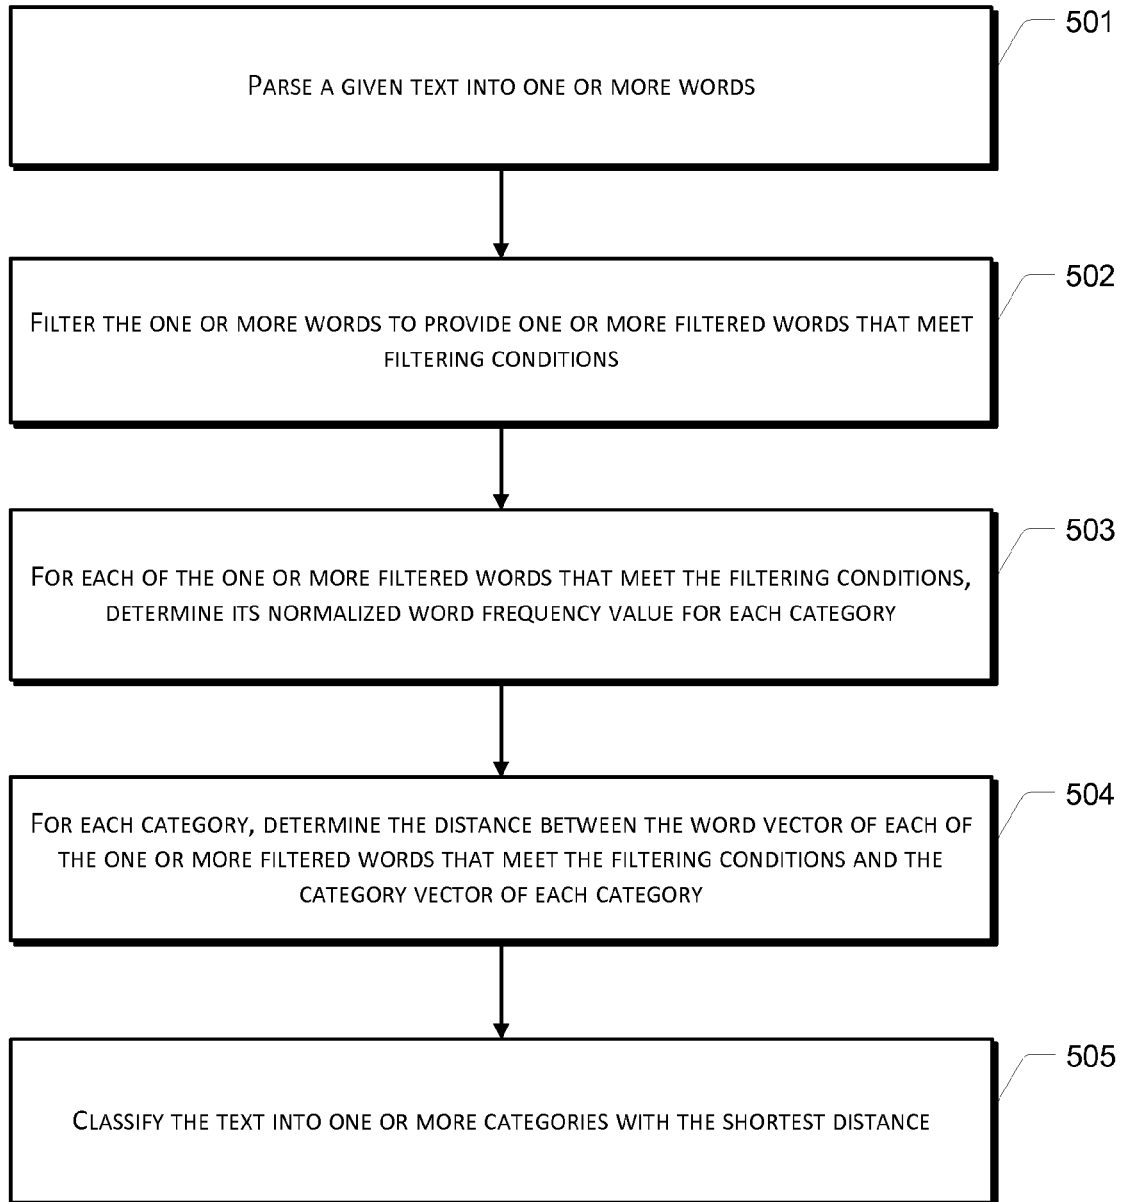 501
PARSE A GIVEN TEXT INTO ONE OR MORE WORDS
502
FILTER THE ONE OR MORE WORDS TO PROVIDE ONE OR MORE FILTERED WORDS THAT MEET
FILTERING CONDITIONS
503
FOR EACH OF THE ONE OR MORE FILTERED WORDS THAT MEET THE FILTERING CONDITIONS,
DETERMINE ITS NORMALIZED WORD FREQUENCY VALUE FOR EACH CATEGORY
504
FOR EACH CATEGORY, DETERMINE THE DISTANCE BETWEEN THE WORD VECTOR OF EACH OF
THE ONE OR MORE FILTERED WORDS THAT MEET THE FILTERING CONDITIONS AND THE
CATEGORY VECTOR OF EACH CATEGORY
505
CLASSIFY THE TEXT INTO ONE OR MORE CATEGORIES WITH THE SHORTEST DISTANCE